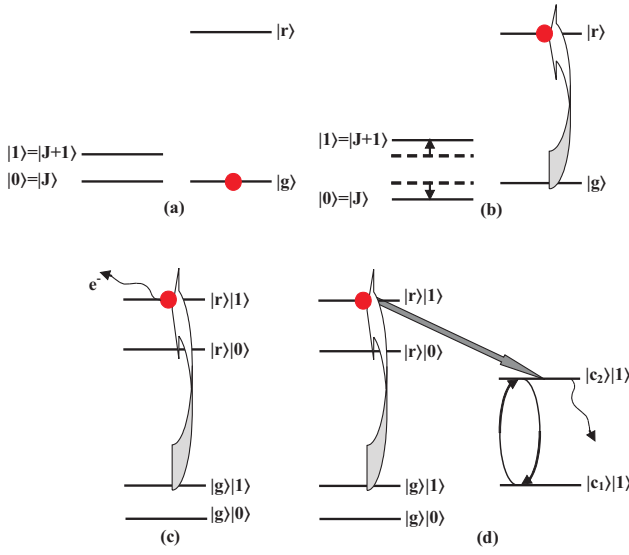 |r⟩
|1⟩=|J+1⟩
|0⟩=|J⟩
|g⟩
(a)
|r⟩
|1⟩=|J+1⟩
|g⟩
|0⟩=|J⟩
(b)
e-
|r⟩|1⟩
|r⟩|0⟩
|g⟩|1⟩
|g⟩|0⟩
(c)
|r⟩|1⟩
|r⟩|0⟩
|c₂⟩|1⟩
|g⟩|1⟩
|c₁⟩|1⟩
|g⟩|0⟩
(d)